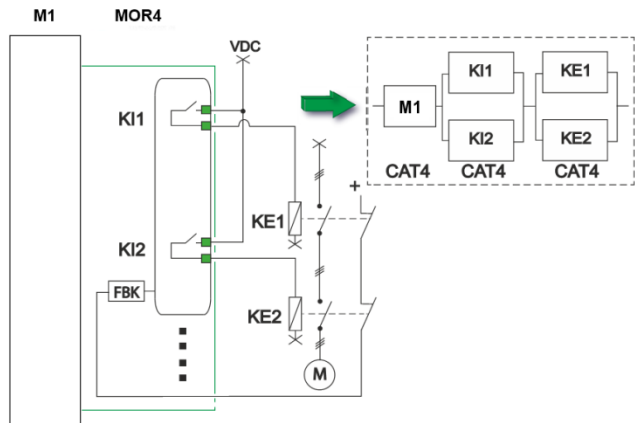 M1 MOR4
VDC
KI1
KI2
FBK
KE1
KE2
+
M
M1
KI1
KI2
KE1
KE2
CAT4 CAT4 CAT4